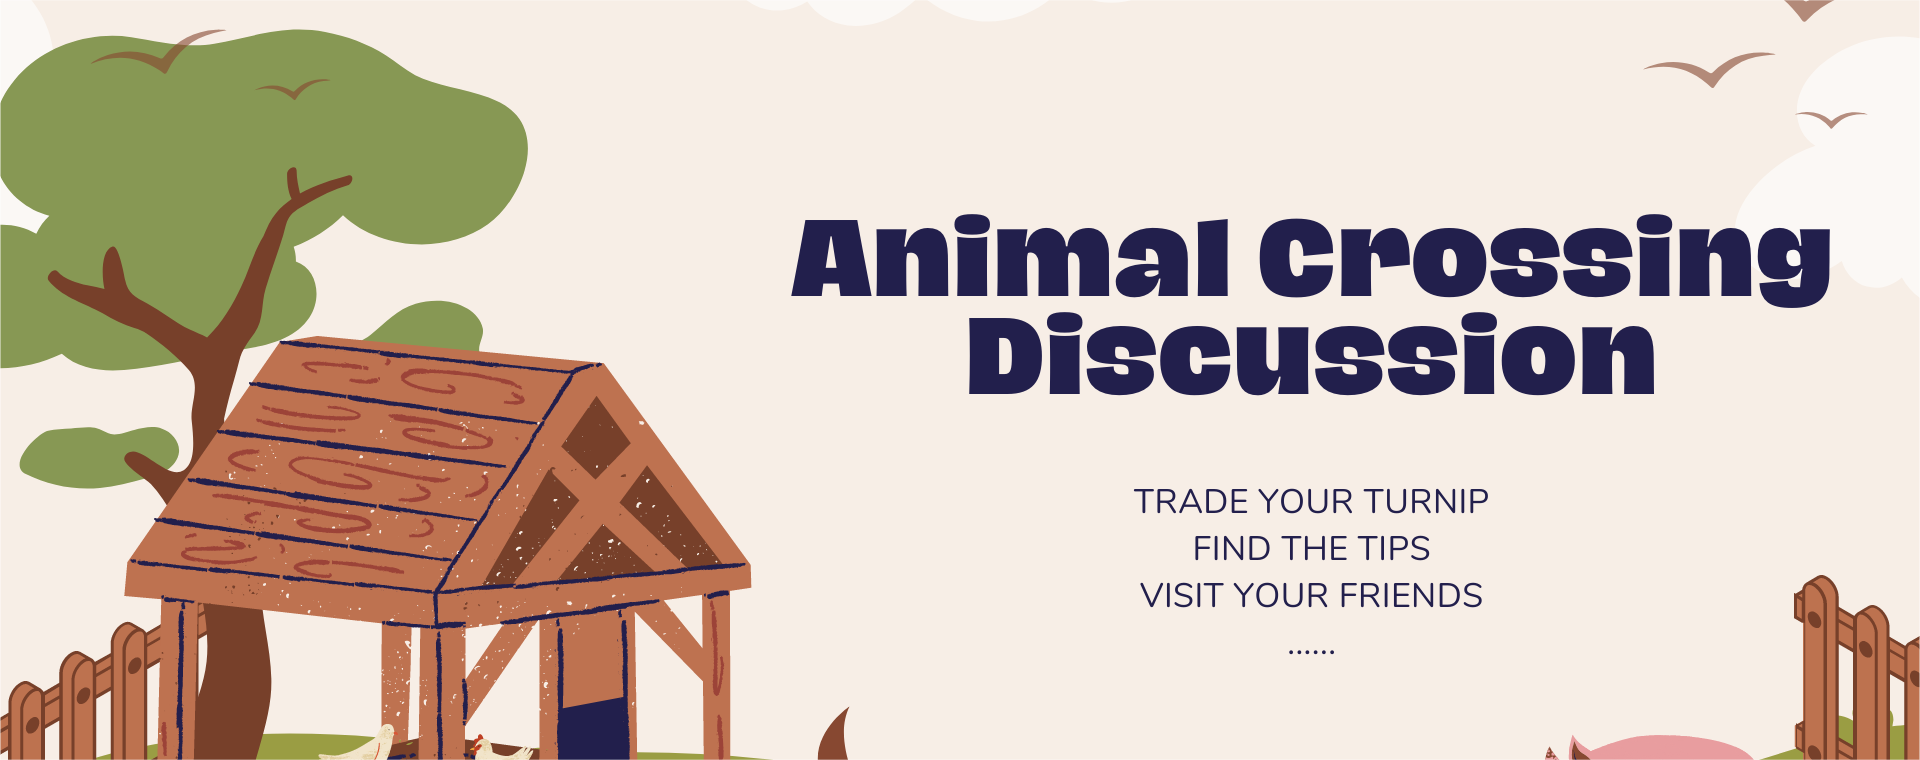 Animal Crossing
Discussion
TRADE YOUR TURNIP
FIND THE TIPS
VISIT YOUR FRIENDS
......